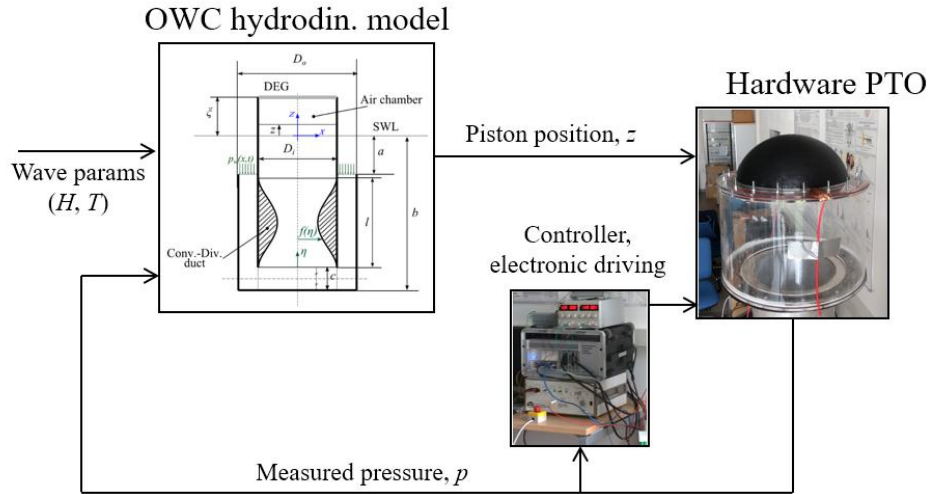 OWC hydrodin. model
Hardware PTO
Wave params
(H, T)
Piston position, z
Controller,
electronic driving
Measured pressure, p
Dₒ
DEG
Air chamber
z
x
SWL
a
Dᵢ
l
b
f(η)
η
Conv.-Div.
duct
c